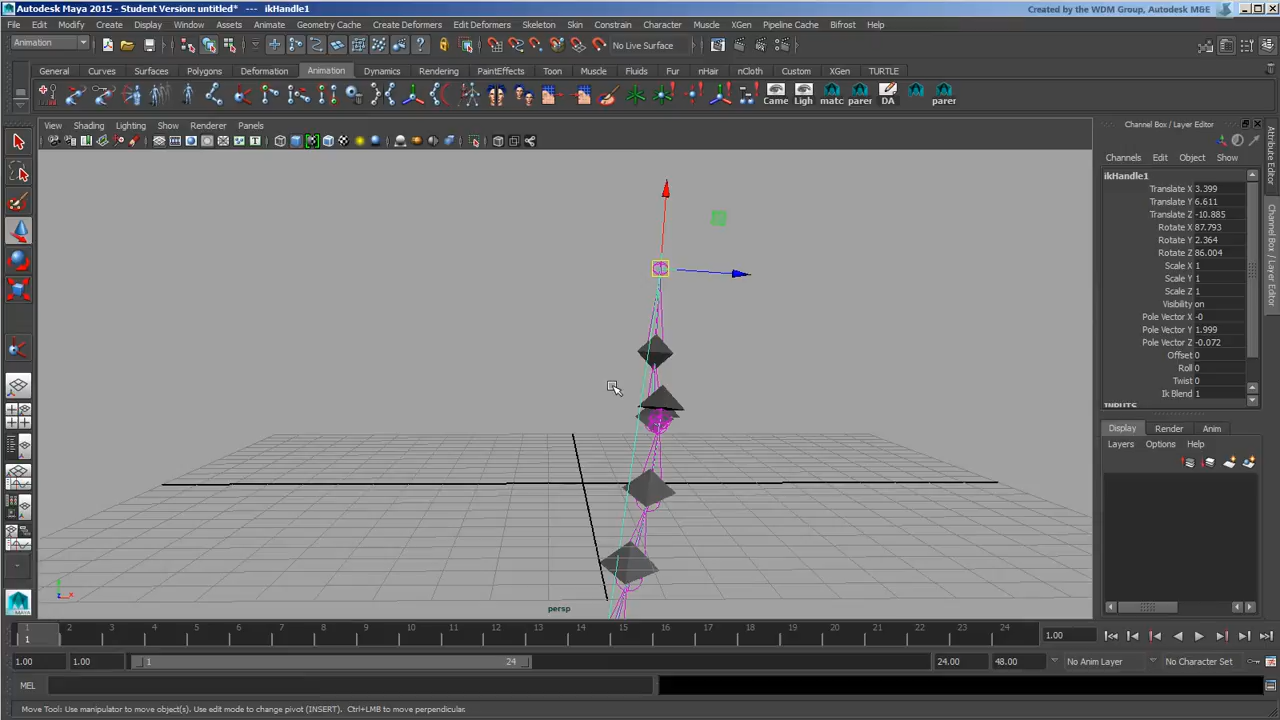 Autodesk Maya 2015 - Student Version: untitled*   ---   ikHandle1
Created by the WDM Group, Autodesk M&E
File Edit Modify Create Display Window Assets Animate Geometry Cache Create Deformers Edit Deformers Skeleton Skin Constrain Character Muscle XGen Pipeline Cache Bifrost Help
Animation
No Live Surface
General Curves Surfaces Polygons Deformation Animation Dynamics Rendering PaintEffects Toon Muscle Fluids Fur nHair nCloth Custom XGen TURTLE
Came Ligh matc parer DA parer
View Shading Lighting Show Renderer Panels
Channel Box / Layer Editor
Channels Edit Object Show
ikHandle1
Translate X 3.399
Translate Y 6.611
Translate Z -10.885
Rotate X 87.793
Rotate Y 2.364
Rotate Z 86.004
Scale X 1
Scale Y 1
Scale Z 1
Visibility on
Pole Vector X -0
Pole Vector Y 1.999
Pole Vector Z -0.072
Offset 0
Roll 0
Twist 0
Ik Blend 1
INPUTS
Attribute Editor
Channel Box / Layer Editor
Display Render Anim
Layers Options Help
persp
1 2 3 4 5 6 7 8 9 10 11 12 13 14 15 16 17 18 19 20 21 22 23 24
1
1.00
1.00 1.00 1 24 24.00 48.00 No Anim Layer No Character Set
MEL
Move Tool: Use manipulator to move object(s). Use edit mode to change pivot (INSERT). Ctrl+LMB to move perpendicular.